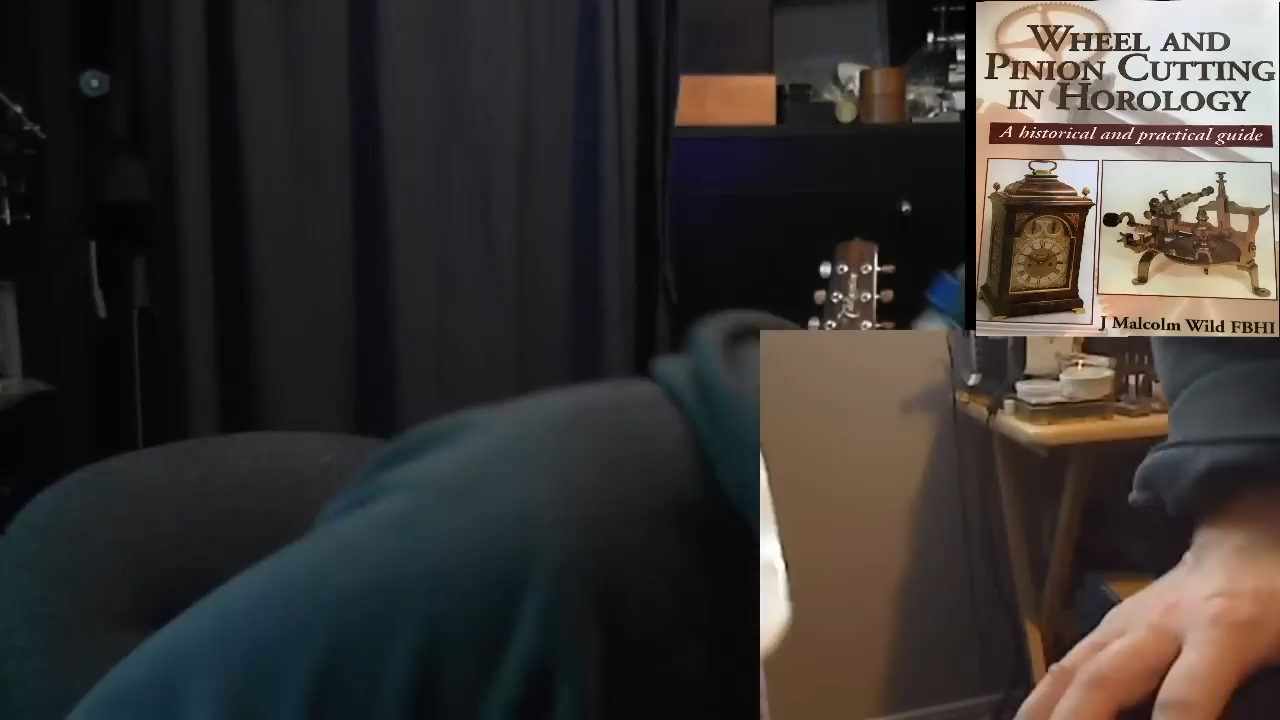 WHEEL AND
PINION CUTTING
IN HOROLOGY
A historical and practical guide
J Malcolm Wild FBHI